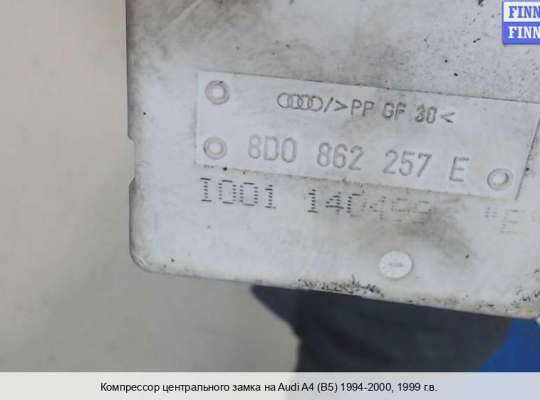 FINN
FINN
/>PP GF 30<
8D0 862 257 E
I001 140499 "E"
Компрессор центрального замка на Audi A4 (B5) 1994-2000, 1999 г.в.